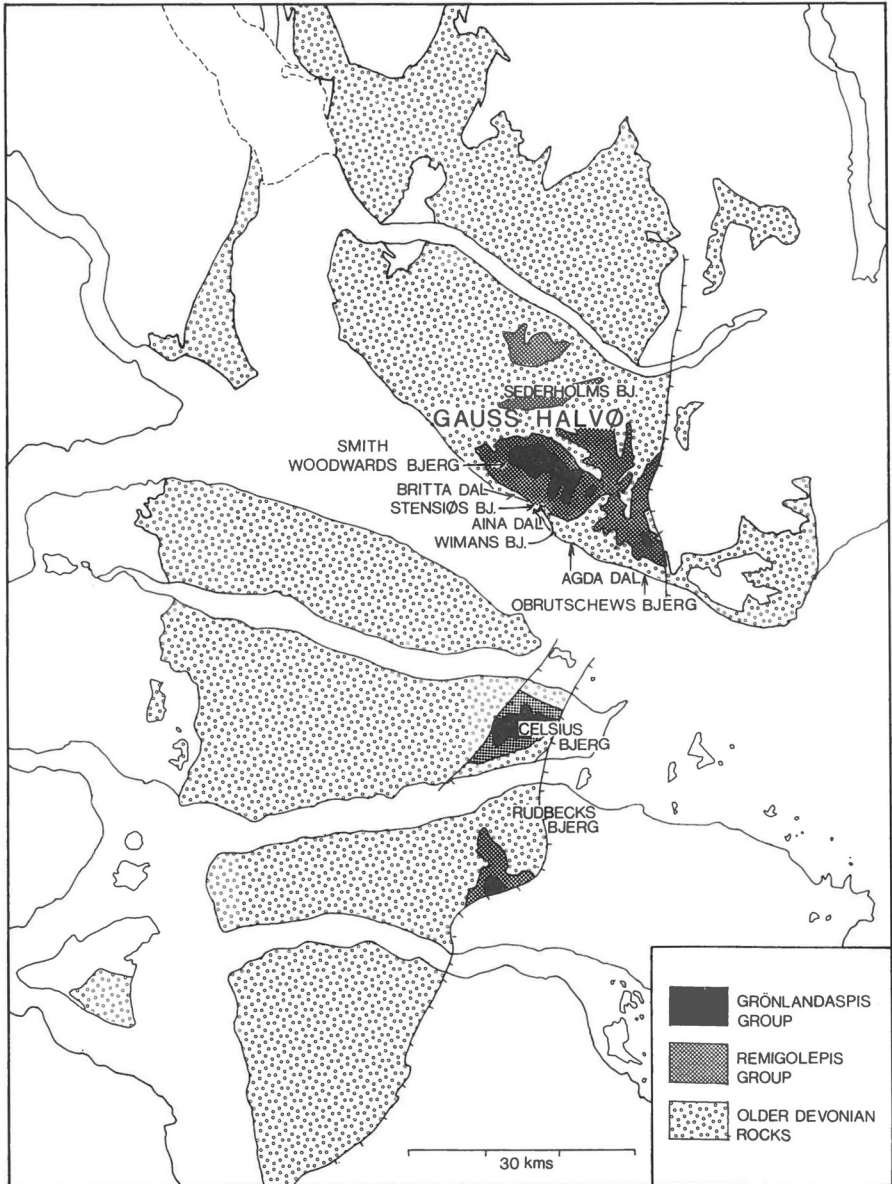 SEDERHOLMS BJ.
GAUSS HALVØ
SMITH
WOODWARDS BJERG
BRITTA DAL
STENSIØS BJ.
AINA DAL
WIMANS BJ.
AGDA DAL
OBRUTSCHEWS BJERG
CELSIUS
BJERG
RUDBECKS
BJERG
GRÖNLANDASPIS
GROUP
REMIGOLEPIS
GROUP
OLDER DEVONIAN
ROCKS
30 kms